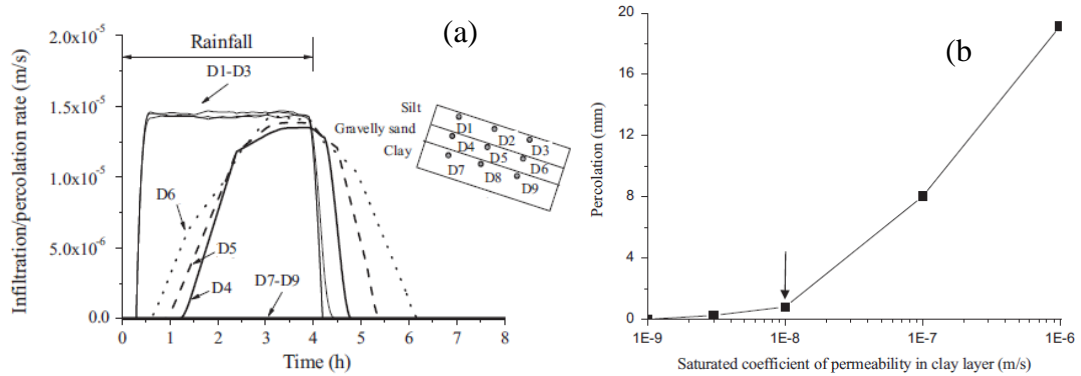 (a)
Infiltration/percolation rate (m/s)
2.0x10⁻⁵
1.5x10⁻⁵
1.0x10⁻⁵
5.0x10⁻⁶
0.0
Rainfall
D1-D3
D6
D5
D4
D7-D9
0 1 2 3 4 5 6 7 8
Time (h)
Silt
Gravelly sand
Clay
D1 D2 D3
D4 D5 D6
D7 D8 D9
(b
Percolation (mm)
20
16
12
8
4
0
1E-9 1E-8 1E-7 1E-6
Saturated coefficient of permeability in clay layer (m/s)